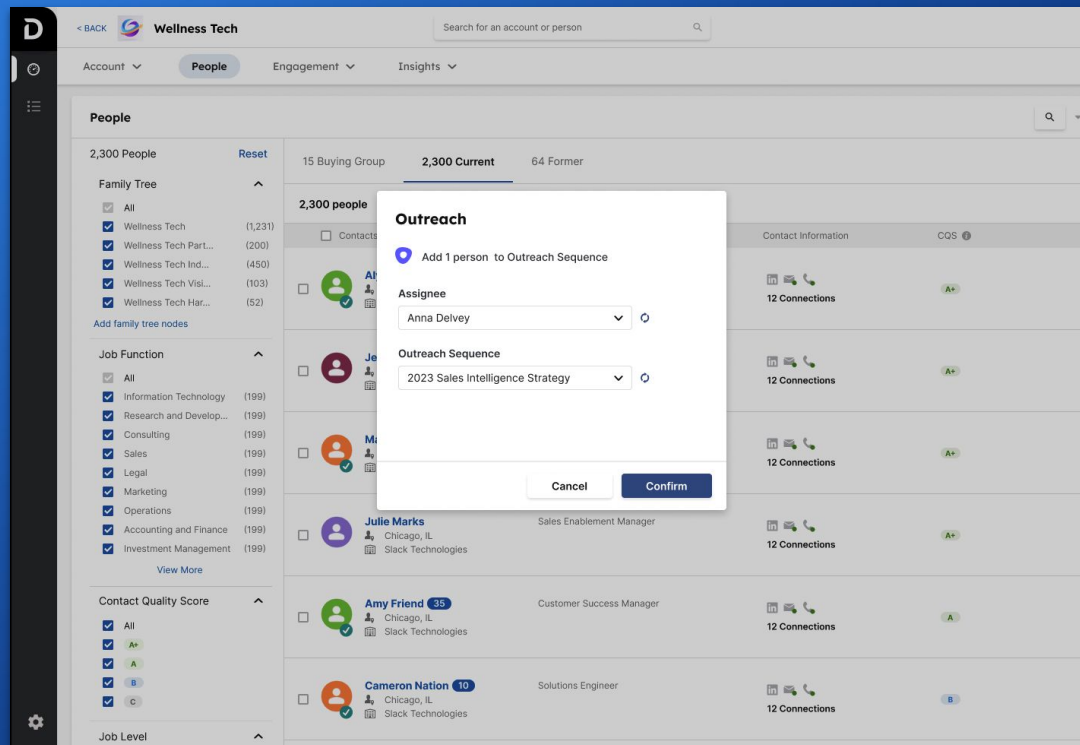 D
< BACK
Wellness Tech
Search for an account or person
Account
People
Engagement
Insights
People
2,300 People
Reset
Family Tree
All
Wellness Tech (1,231)
Wellness Tech Part... (200)
Wellness Tech Ind... (450)
Wellness Tech Visi... (103)
Wellness Tech Har... (52)
Add family tree nodes
Job Function
All
Information Technology (199)
Research and Develop... (199)
Consulting (199)
Sales (199)
Legal (199)
Marketing (199)
Operations (199)
Accounting and Finance (199)
Investment Management (199)
View More
Contact Quality Score
All
A+
A
B
C
Job Level
15 Buying Group
2,300 Current
64 Former
2,300 people
Contacts
Contact Information
CQS
12 Connections
A+
12 Connections
A+
12 Connections
A+
Julie Marks
Chicago, IL
Slack Technologies
Sales Enablement Manager
12 Connections
A+
Amy Friend 35
Chicago, IL
Slack Technologies
Customer Success Manager
12 Connections
A
Cameron Nation 10
Chicago, IL
Slack Technologies
Solutions Engineer
12 Connections
B
Outreach
Add 1 person to Outreach Sequence
Assignee
Anna Delvey
Outreach Sequence
2023 Sales Intelligence Strategy
Cancel
Confirm